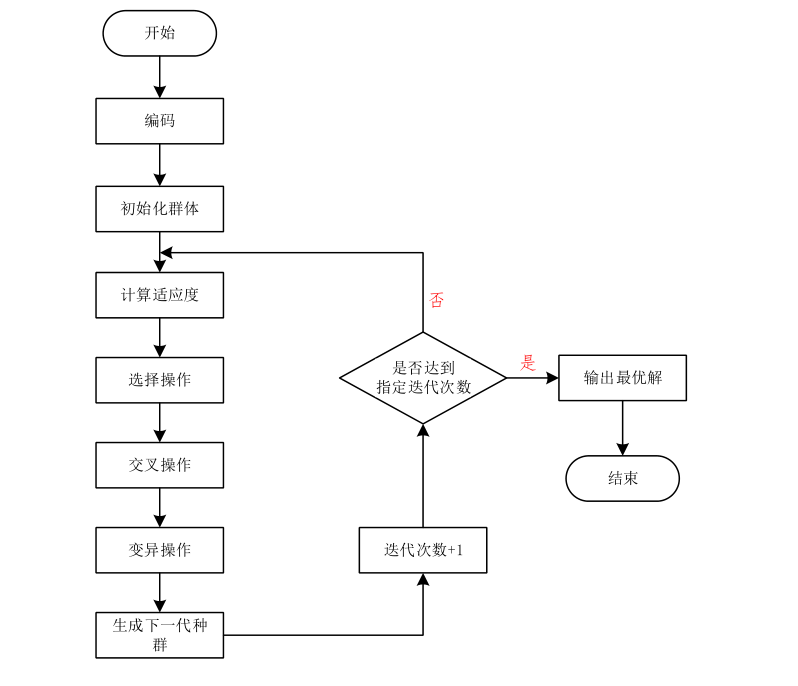 开始
编码
初始化群体
计算适应度
选择操作
交叉操作
变异操作
生成下一代种
群
迭代次数+1
是否达到
指定迭代次数
否
是
输出最优解
结束